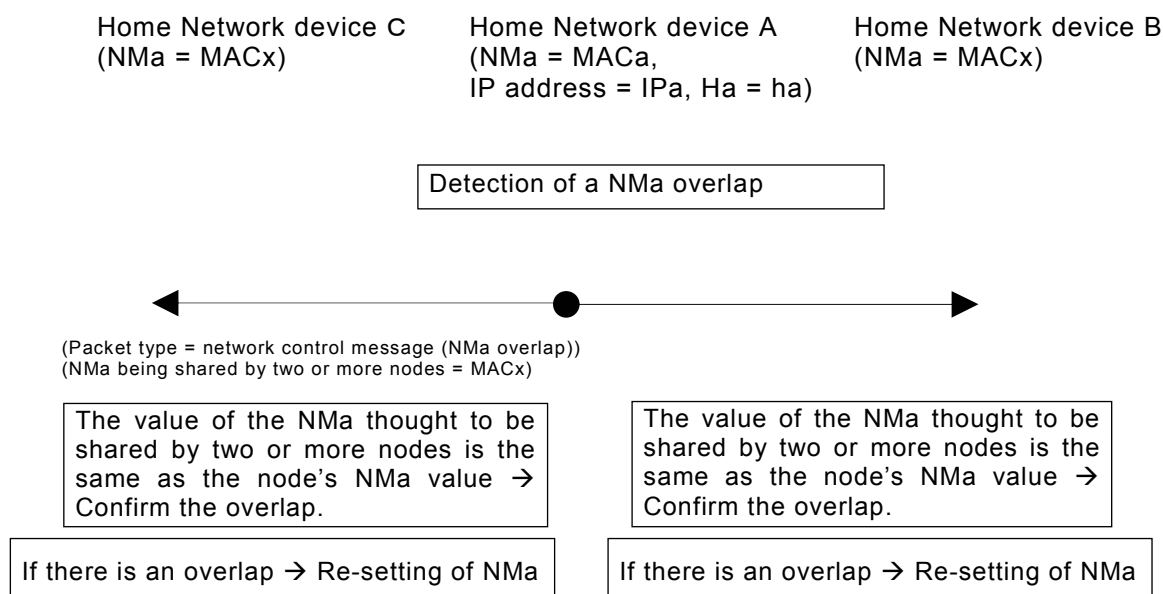 Home Network device C
(NMa = MACx)
Home Network device A
(NMa = MACa,
IP address = IPa, Ha = ha)
Home Network device B
(NMa = MACx)
Detection of a NMa overlap
(Packet type = network control message (NMa overlap))
(NMa being shared by two or more nodes = MACx)
The value of the NMa thought to be
shared by two or more nodes is the
same as the node's NMa value →
Confirm the overlap.
The value of the NMa thought to be
shared by two or more nodes is the
same as the node's NMa value →
Confirm the overlap.
If there is an overlap → Re-setting of NMa
If there is an overlap → Re-setting of NMa